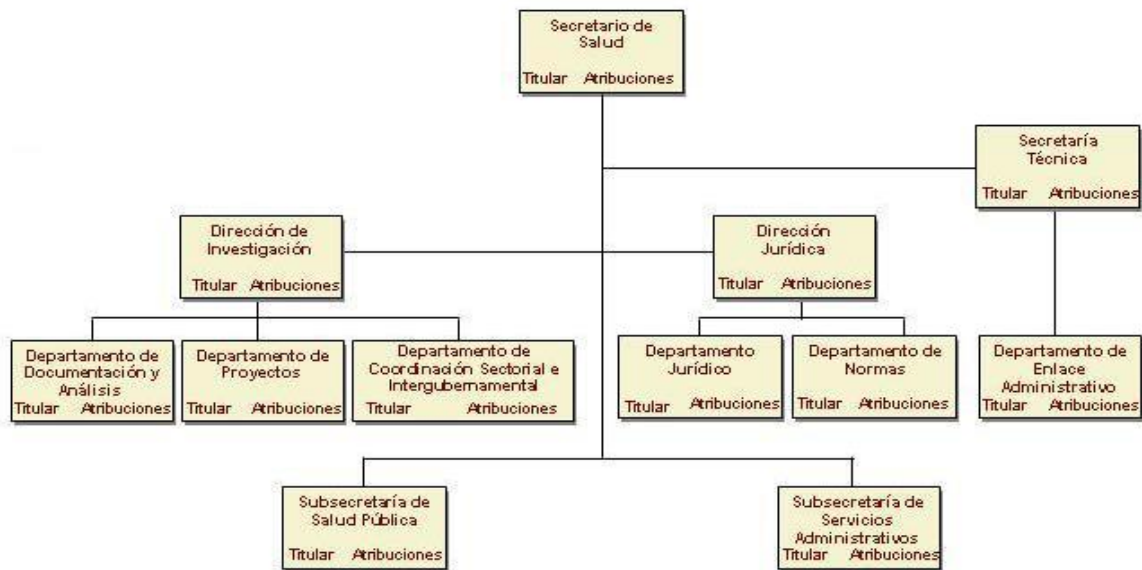 Secretario de
Salud
Titular Atribuciones
Secretaría
Técnica
Titular Atribuciones
Dirección de
Investigación
Titular Atribuciones
Dirección
Jurídica
Titular Atribuciones
Departamento de
Documentación y
Análisis
Titular Atribuciones
Departamento de
Proyectos
Titular Atribuciones
Departamento de
Coordinación Sectorial e
Intergubernamental
Titular Atribuciones
Departamento
Jurídico
Titular Atribuciones
Departamento de
Normas
Titular Atribuciones
Departamento de
Enlace
Administrativo
Titular Atribuciones
Subsecretaría de
Salud Pública
Titular Atribuciones
Subsecretaría de
Servicios
Administrativos
Titular Atribuciones